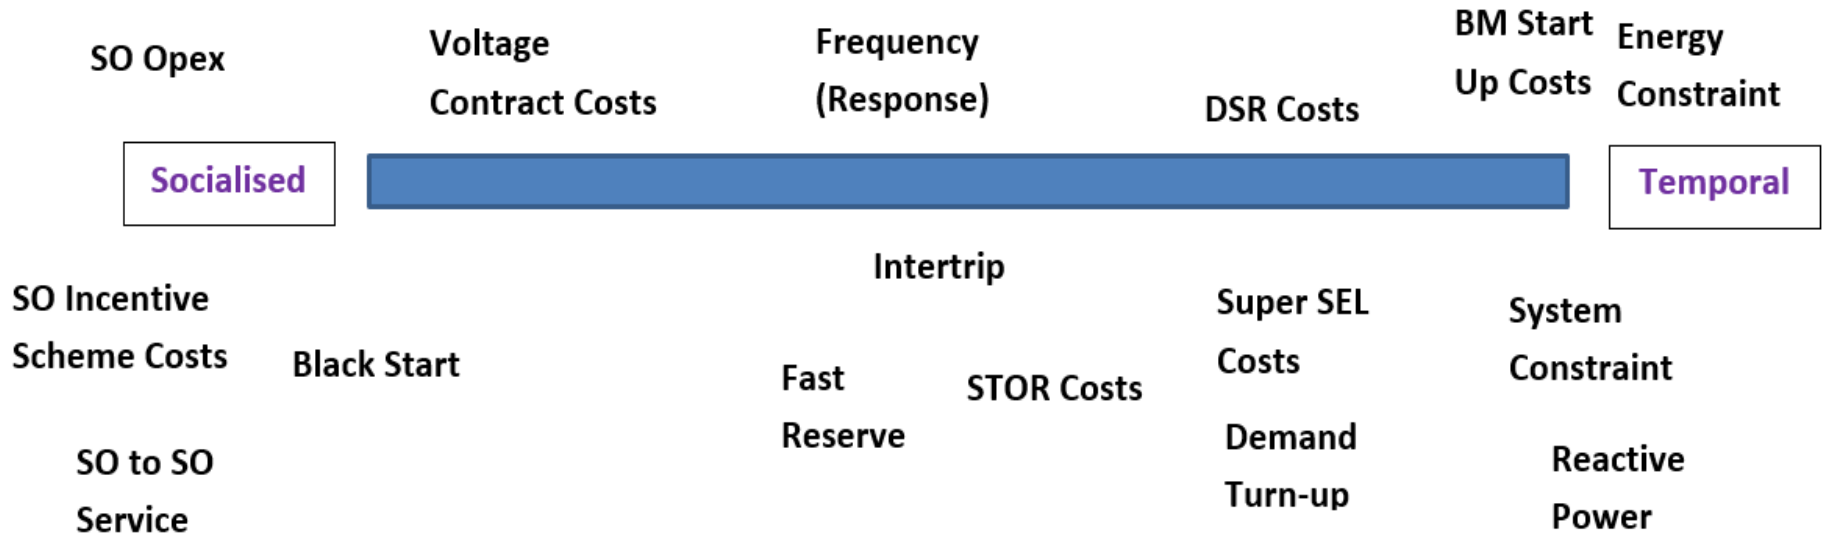 SO Opex
Voltage
Contract Costs
Frequency
(Response)
DSR Costs
BM Start
Up Costs
Energy
Constraint
Socialised
Temporal
Intertrip
SO Incentive
Scheme Costs
Black Start
Fast
Reserve
STOR Costs
Super SEL
Costs
System
Constraint
SO to SO
Service
Demand
Turn-up
Reactive
Power